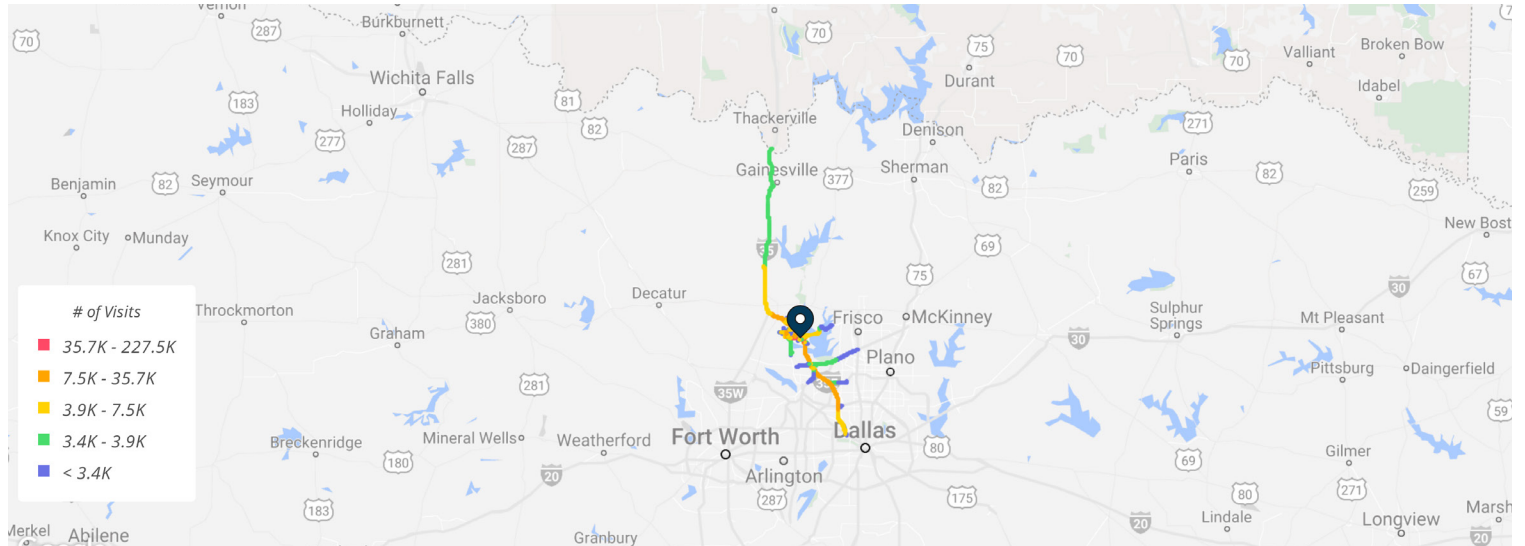 Vernon
Burkburnett
287
70
70
75
70
70
Valliant
Broken Bow
Wichita Falls
Durant
Idabel
183
Holliday
81
82
277
287
Thackerville
Denison
271
Benjamin
82
Seymour
Gainesville
377
Sherman
82
Paris
82
259
Knox City
Munday
281
35
69
75
New Bost
67
30
# of Visits
35.7K - 227.5K
7.5K - 35.7K
3.9K - 7.5K
3.4K - 3.9K
< 3.4K
Throckmorton
Jacksboro
380
Decatur
Graham
Frisco
McKinney
Plano
Sulphur
Springs
30
Mt Pleasant
Pittsburg
Daingerfield
281
35W
35E
59
Breckenridge
Mineral Wells
Weatherford
Fort Worth
Dallas
80
180
20
Arlington
287
175
69
Gilmer
80
271
183
Merkel
Abilene
Granbury
20
Lindale
Longview
Marsh
20